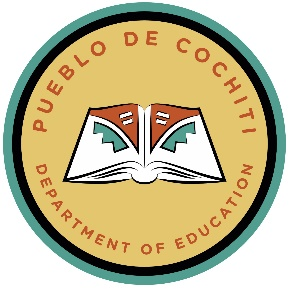 PUEBLO DE COCHITI
DEPARTMENT OF EDUCATION